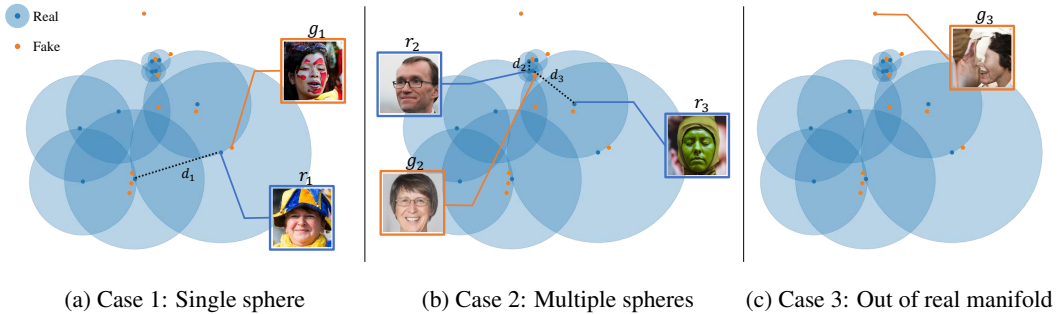 Real
Fake
g₁
d₁
r₁
r₂
d₂
d₃
r₃
g₂
g₃
(a) Case 1: Single sphere
(b) Case 2: Multiple spheres
(c) Case 3: Out of real manifold